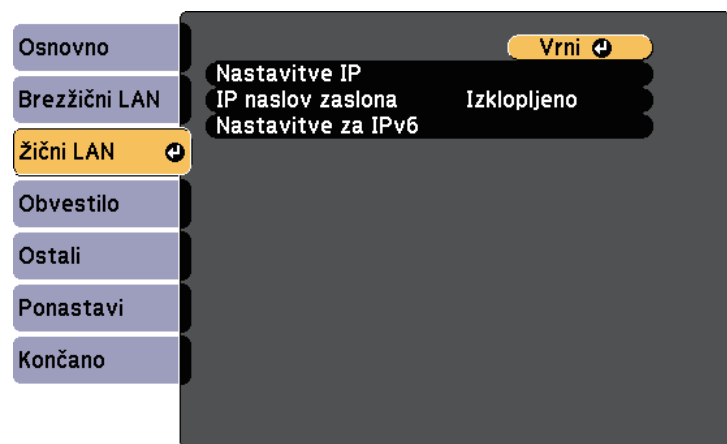 Osnovno
Brezžični LAN
Žični LAN
Obvestilo
Ostali
Ponastavi
Končano
Vrni
Nastavitve IP
IP naslov zaslona Izklopljeno
Nastavitve za IPv6